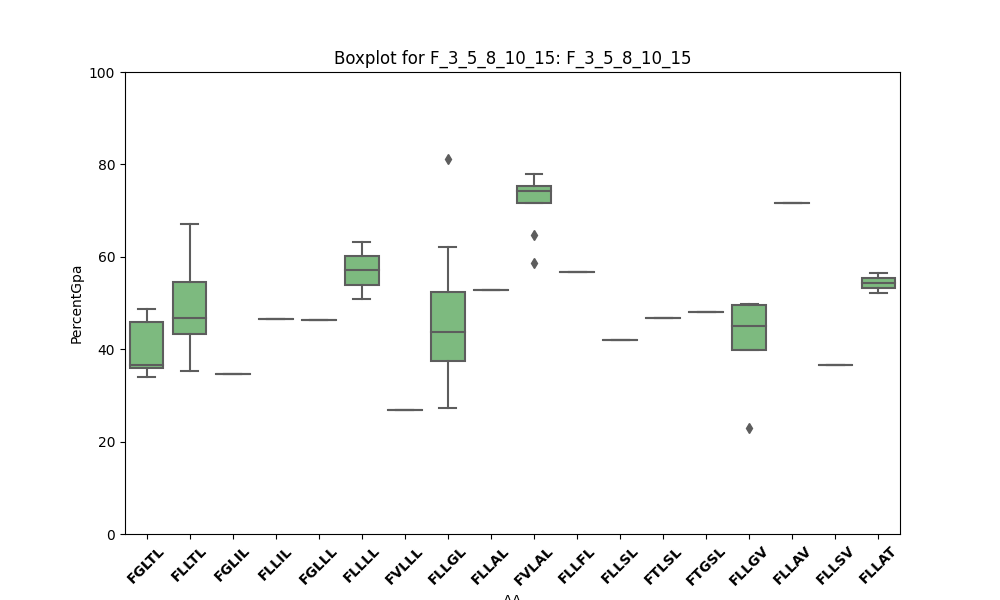 Boxplot for F_3_5_8_10_15: F_3_5_8_10_15
100
80
60
40
20
0
PercentGpa
FGLTL FLLTL FGLIL FLLIL FGLLL FLLLL FVLLL FLLGL FLLAL FVLAL FLLFL FLLSL FTLSL FTGSL FLLGV FLLAV FLLSV FLLAT
AA